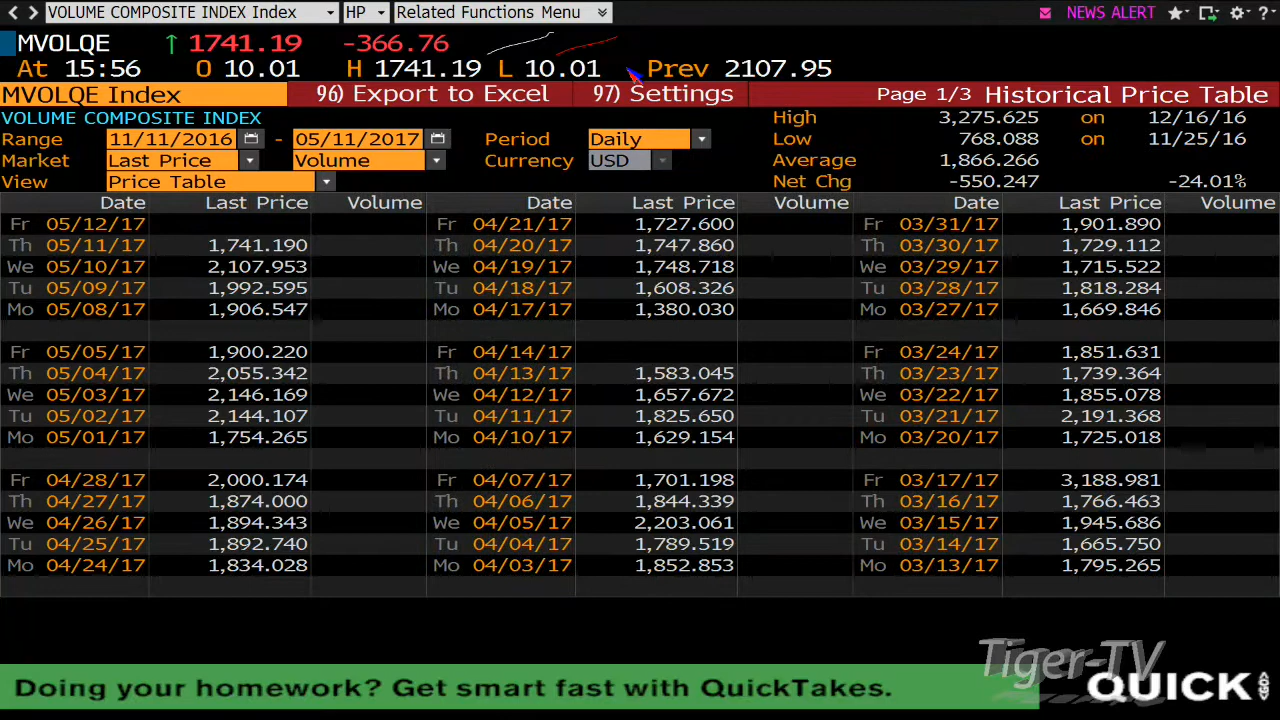 VOLUME COMPOSITE INDEX Index HP Related Functions Menu NEWS ALERT ?
MVOLQE ↑ 1741.19 -366.76
At 15:56 O 10.01 H 1741.19 L 10.01 Prev 2107.95
MVOLQE Index 96) Export to Excel 97) Settings Page 1/3 Historical Price Table
VOLUME COMPOSITE INDEX High 3,275.625 on 12/16/16
Range 11/11/2016 - 05/11/2017 Period Daily Low 768.088 on 11/25/16
Market Last Price Volume Currency USD Average 1,866.266
View Price Table Net Chg -550.247 -24.01%
Date Last Price Volume Date Last Price Volume Date Last Price Volume
Fr 05/12/17 Fr 04/21/17 1,727.600 Fr 03/31/17 1,901.890
Th 05/11/17 1,741.190 Th 04/20/17 1,747.860 Th 03/30/17 1,729.112
We 05/10/17 2,107.953 We 04/19/17 1,748.718 We 03/29/17 1,715.522
Tu 05/09/17 1,992.595 Tu 04/18/17 1,608.326 Tu 03/28/17 1,818.284
Mo 05/08/17 1,906.547 Mo 04/17/17 1,380.030 Mo 03/27/17 1,669.846
Fr 05/05/17 1,900.220 Fr 04/14/17 Fr 03/24/17 1,851.631
Th 05/04/17 2,055.342 Th 04/13/17 1,583.045 Th 03/23/17 1,739.364
We 05/03/17 2,146.169 We 04/12/17 1,657.672 We 03/22/17 1,855.078
Tu 05/02/17 2,144.107 Tu 04/11/17 1,825.650 Tu 03/21/17 2,191.368
Mo 05/01/17 1,754.265 Mo 04/10/17 1,629.154 Mo 03/20/17 1,725.018
Fr 04/28/17 2,000.174 Fr 04/07/17 1,701.198 Fr 03/17/17 3,188.981
Th 04/27/17 1,874.000 Th 04/06/17 1,844.339 Th 03/16/17 1,766.463
We 04/26/17 1,894.343 We 04/05/17 2,203.061 We 03/15/17 1,945.686
Tu 04/25/17 1,892.740 Tu 04/04/17 1,789.519 Tu 03/14/17 1,665.750
Mo 04/24/17 1,834.028 Mo 04/03/17 1,852.853 Mo 03/13/17 1,795.265
Tiger-TV
Doing your homework? Get smart fast with QuickTakes. QUICK <GO>